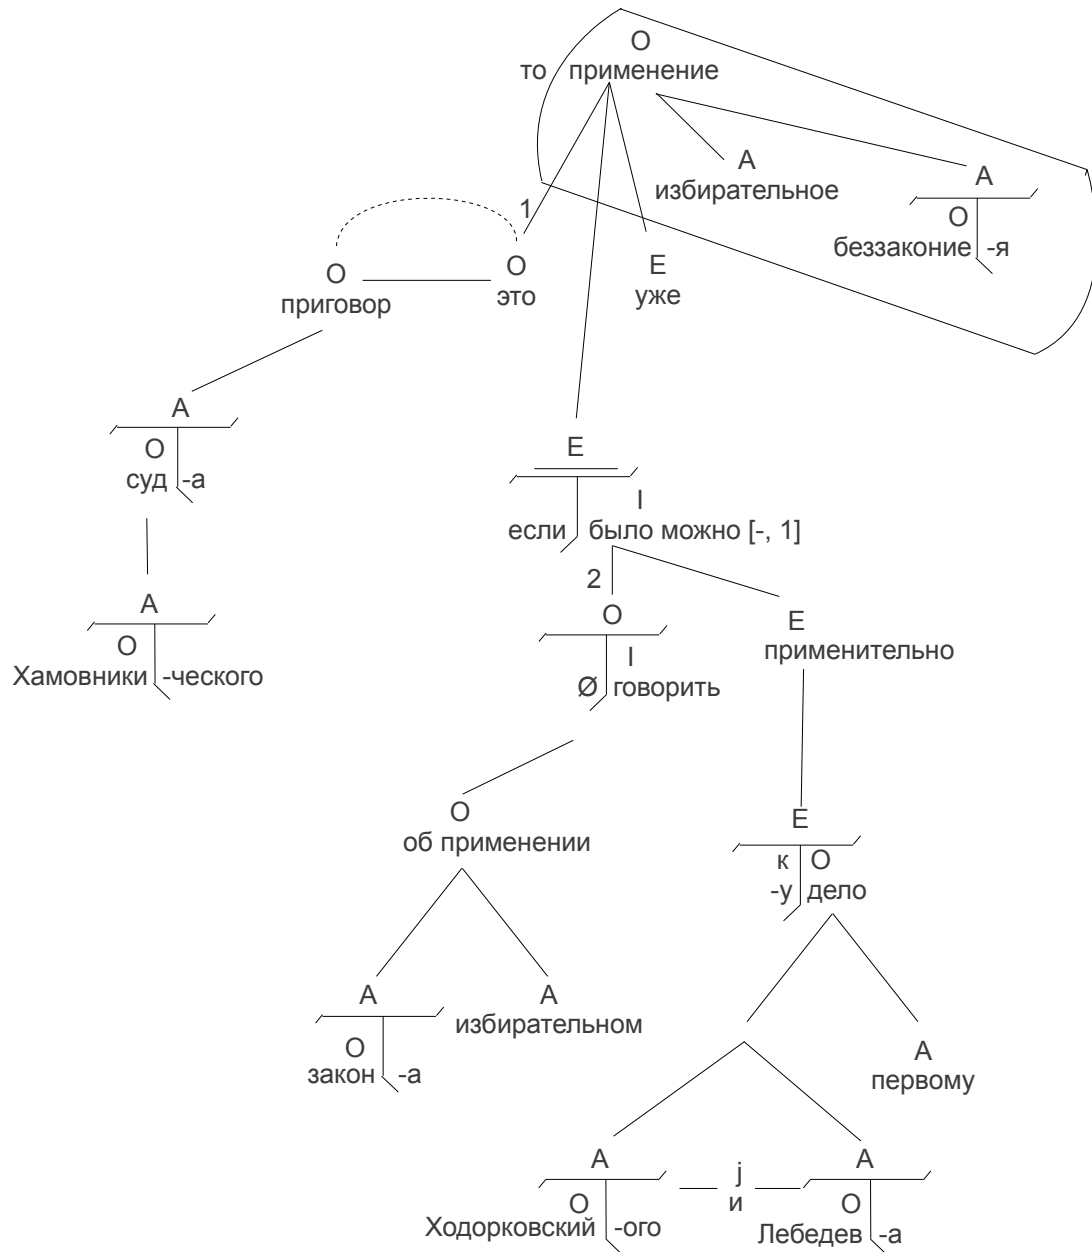 О
то применение
А
избирательное
А
О
беззаконие -я
1
О
приговор
О
это
Е
уже
А
О
суд -а
Е
I
если было можно [-, 1]
2
А
О
Хамовники -ческого
О
I
Ø говорить
Е
применительно
О
об применении
Е
к О
-у дело
А
О
закон -а
А
избирательном
А
первому
А
О
Ходорковский -ого
j
и
А
О
Лебедев -а